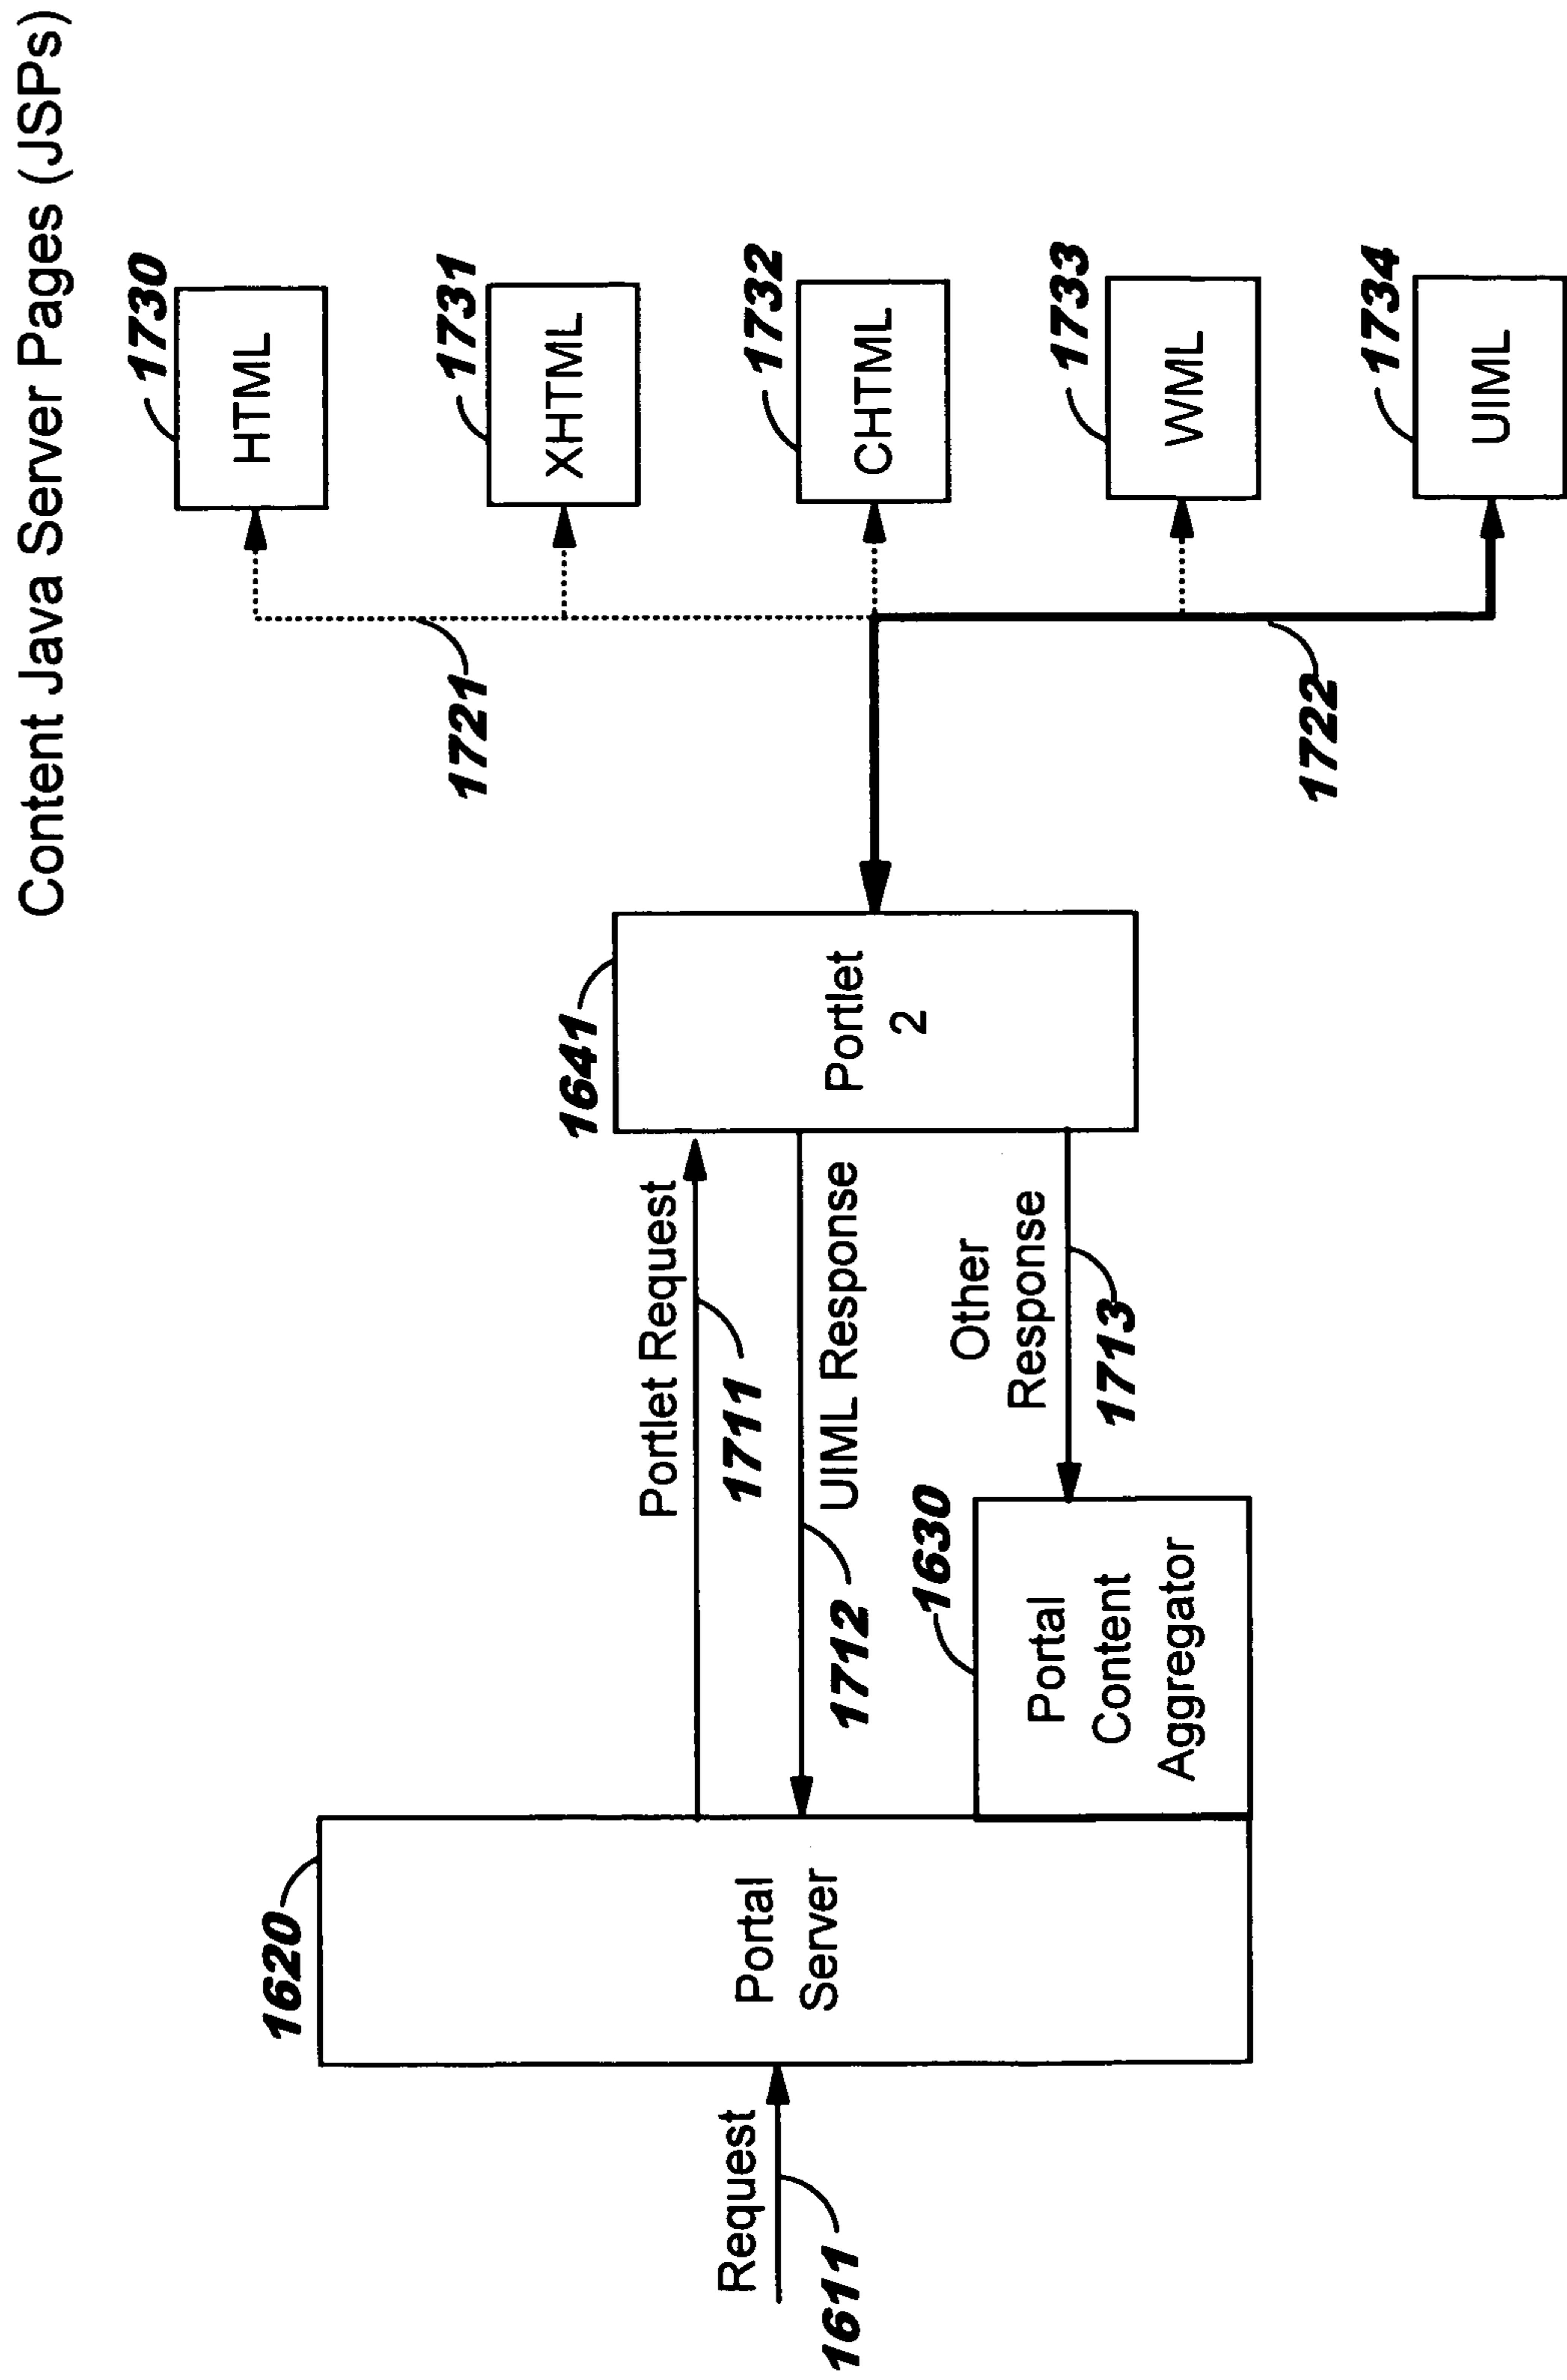 Content Java Server Pages (JSPs)
1730
HTML
1731
XHTML
1721
1732
CHTML
1733
WML
1722
1734
UIML
1641
Portlet
2
Portlet Request
1711
UIML Response
1712
Other
Response
1713
1630
Portal
Content
Aggregator
1620
Portal
Server
Request
1611